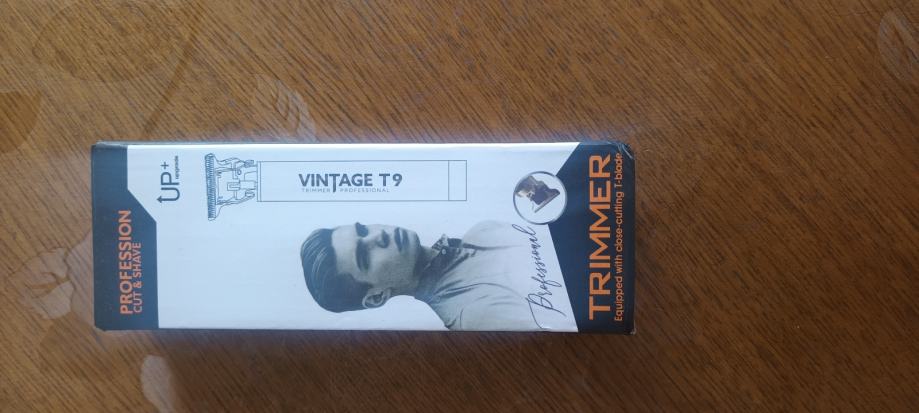 PROFESSION
CUT & SHAVE
UP+
upgrade
VINTAGE T9
TRIMMER PROFESSIONAL
Professional
TRIMMER
Equipped with close-cutting T-blade